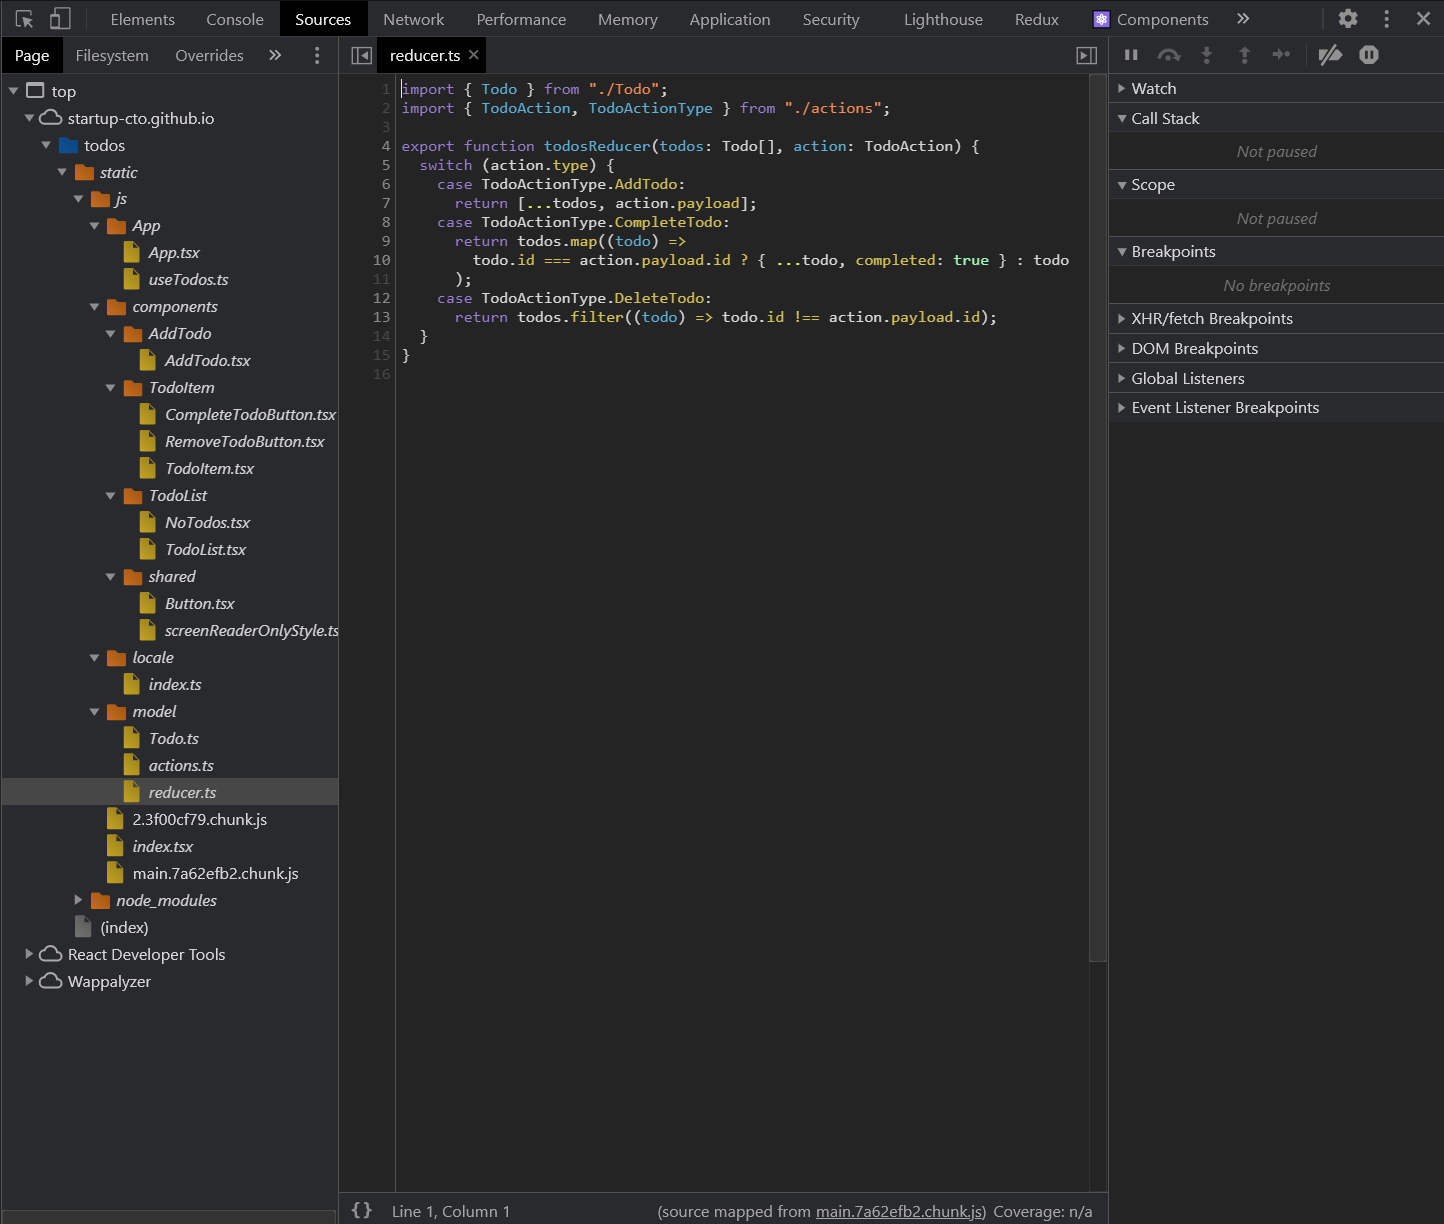 Elements Console Sources Network Performance Memory Application Security Lighthouse Redux Components
Page Filesystem Overrides
top
startup-cto.github.io
todos
static
js
App
App.tsx
useTodos.ts
components
AddTodo
AddTodo.tsx
TodoItem
CompleteTodoButton.tsx
RemoveTodoButton.tsx
TodoItem.tsx
TodoList
NoTodos.tsx
TodoList.tsx
shared
Button.tsx
screenReaderOnlyStyle.ts
locale
index.ts
model
Todo.ts
actions.ts
reducer.ts
2.3f00cf79.chunk.js
index.tsx
main.7a62efb2.chunk.js
node_modules
(index)
React Developer Tools
Wappalyzer
reducer.ts
1 import { Todo } from "./Todo";
2 import { TodoAction, TodoActionType } from "./actions";
3
4 export function todosReducer(todos: Todo[], action: TodoAction) {
5 switch (action.type) {
6 case TodoActionType.AddTodo:
7 return [...todos, action.payload];
8 case TodoActionType.CompleteTodo:
9 return todos.map((todo) =>
10 todo.id === action.payload.id ? { ...todo, completed: true } : todo
11 );
12 case TodoActionType.DeleteTodo:
13 return todos.filter((todo) => todo.id !== action.payload.id);
14 }
15 }
16
{} Line 1, Column 1 (source mapped from main.7a62efb2.chunk.js) Coverage: n/a
Watch
Call Stack
Not paused
Scope
Not paused
Breakpoints
No breakpoints
XHR/fetch Breakpoints
DOM Breakpoints
Global Listeners
Event Listener Breakpoints